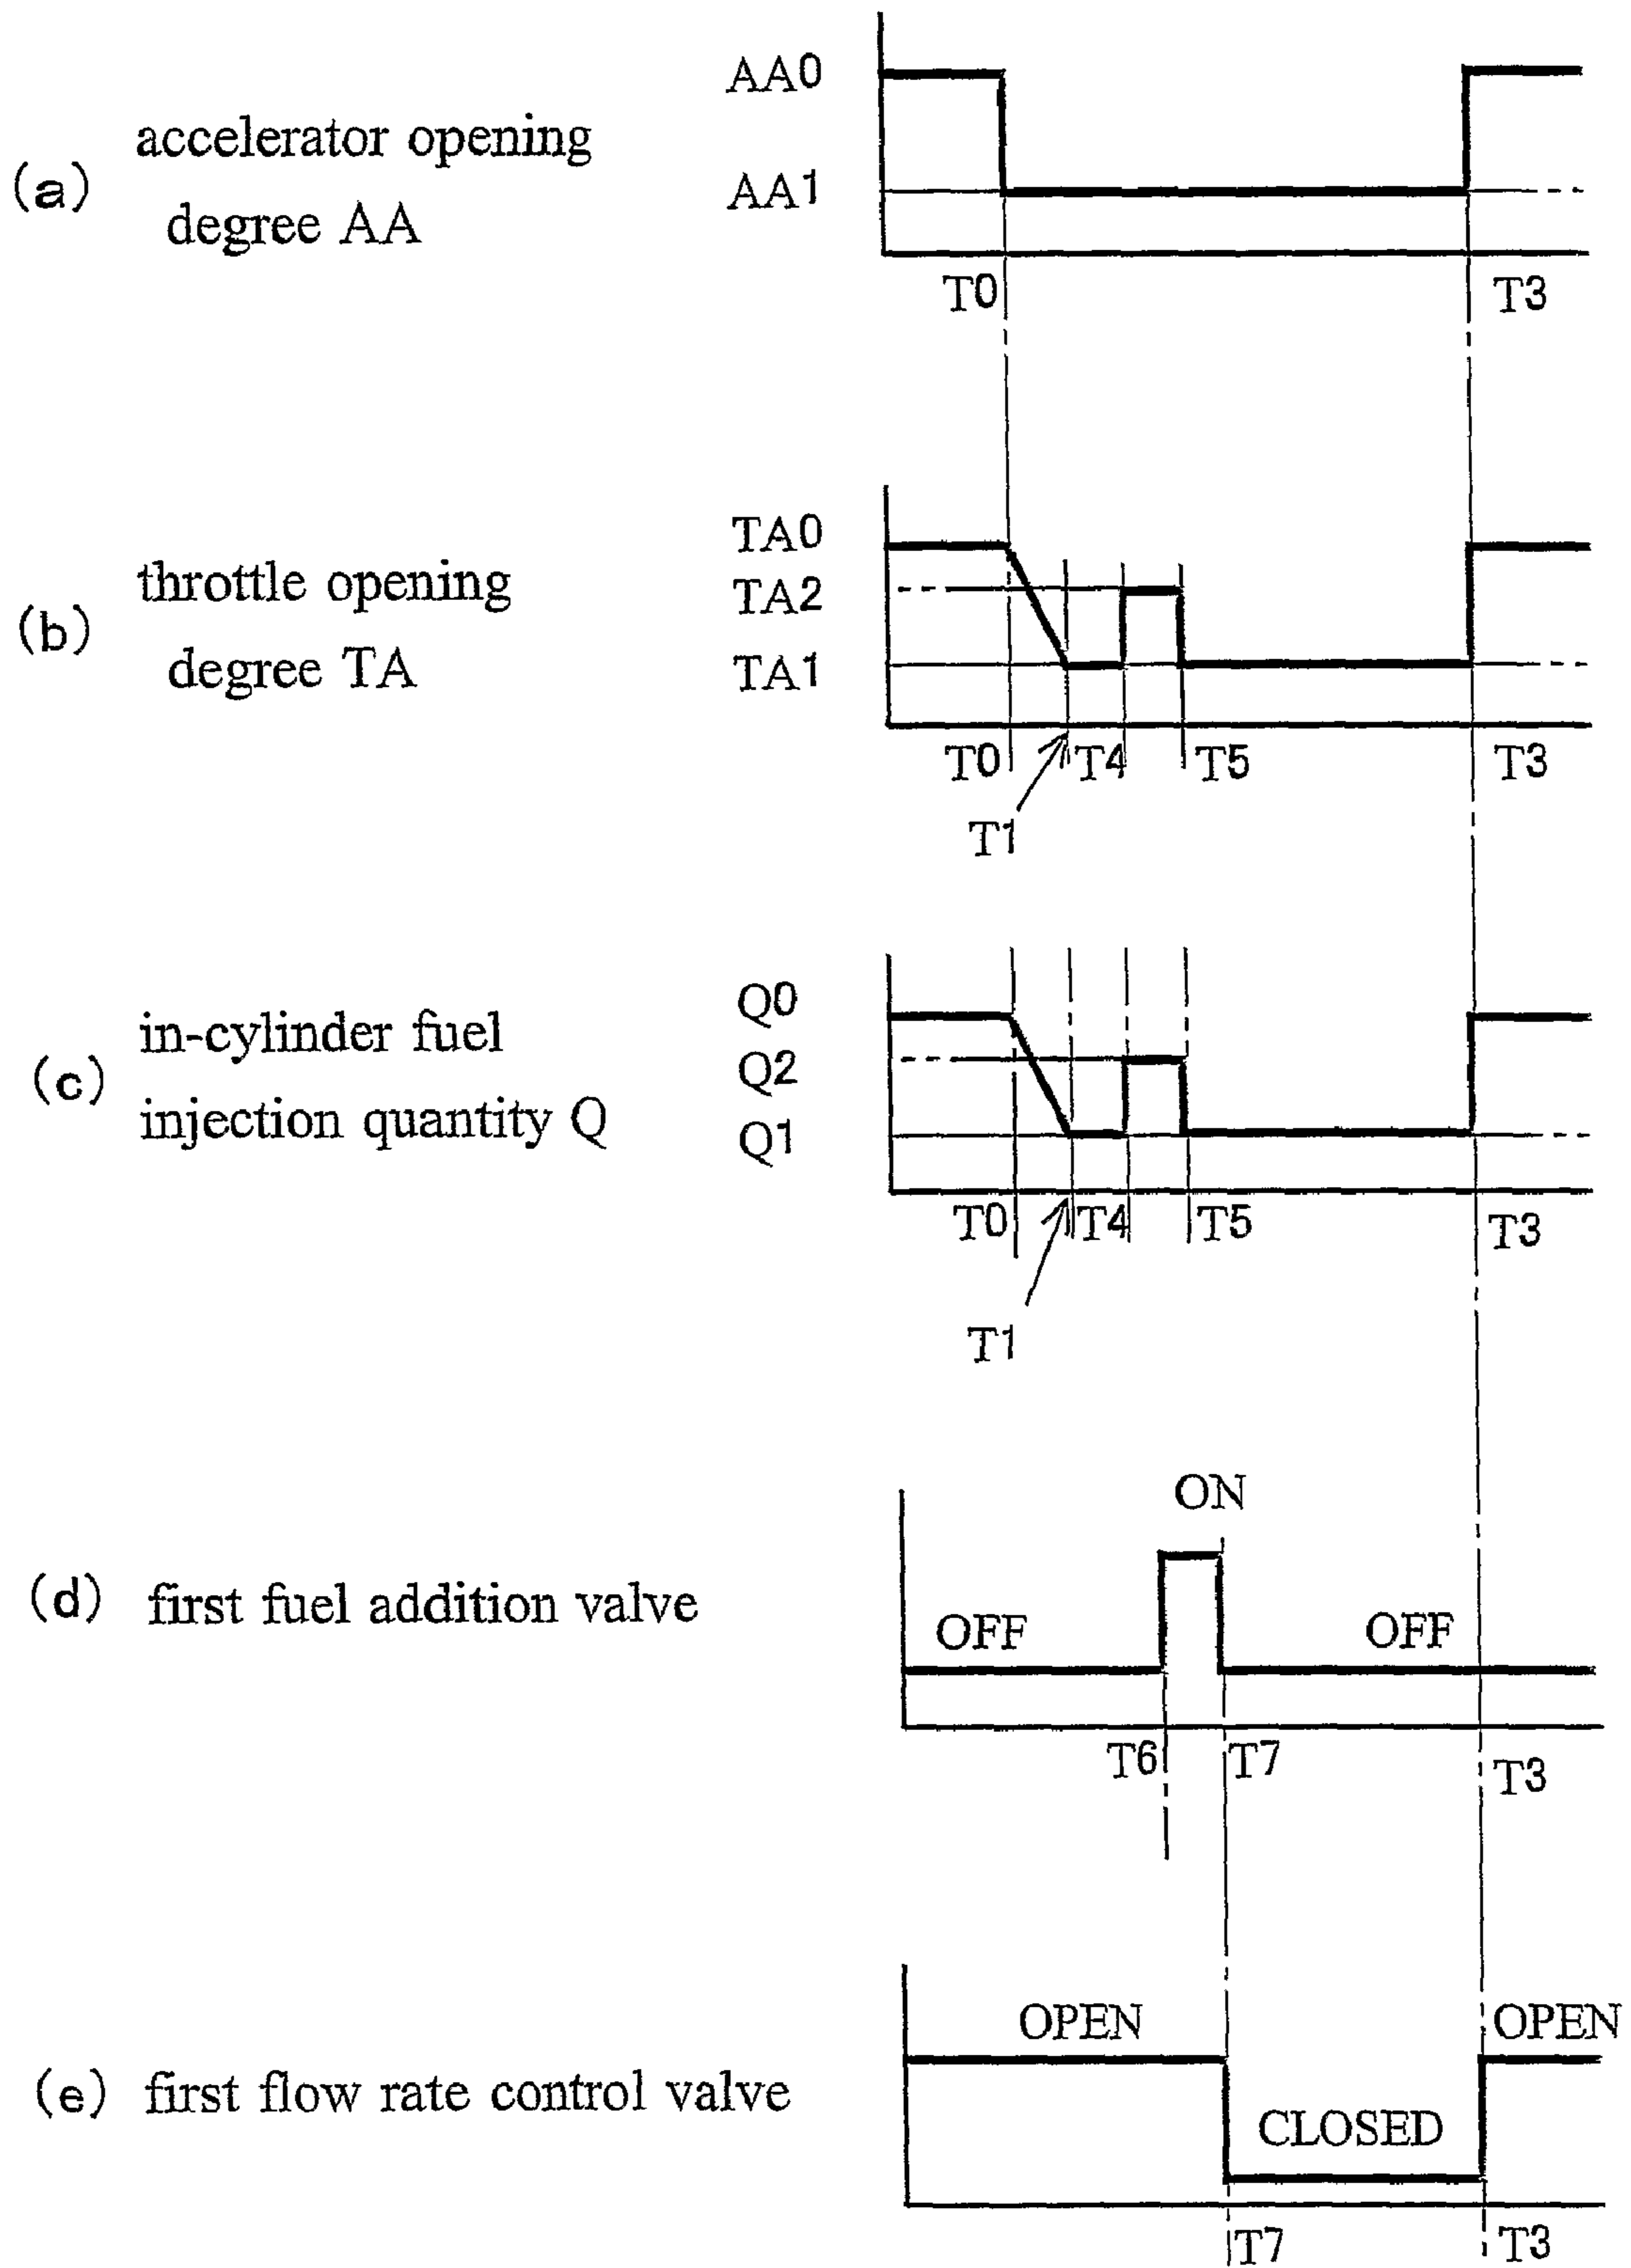 AA0
accelerator opening
(a)
AA1
degree AA
T0
T3
TA0
throttle opening
TA2
(b)
degree TA
TA1
T0
T4
T5
T3
T1
Q0
in-cylinder fuel
Q2
(c)
injection quantity Q
Q1
T0
T4
T5
T3
T1
ON
(d) first fuel addition valve
OFF
OFF
T6
T7
T3
OPEN
OPEN
(e) first flow rate control valve
CLOSED
T7
T3